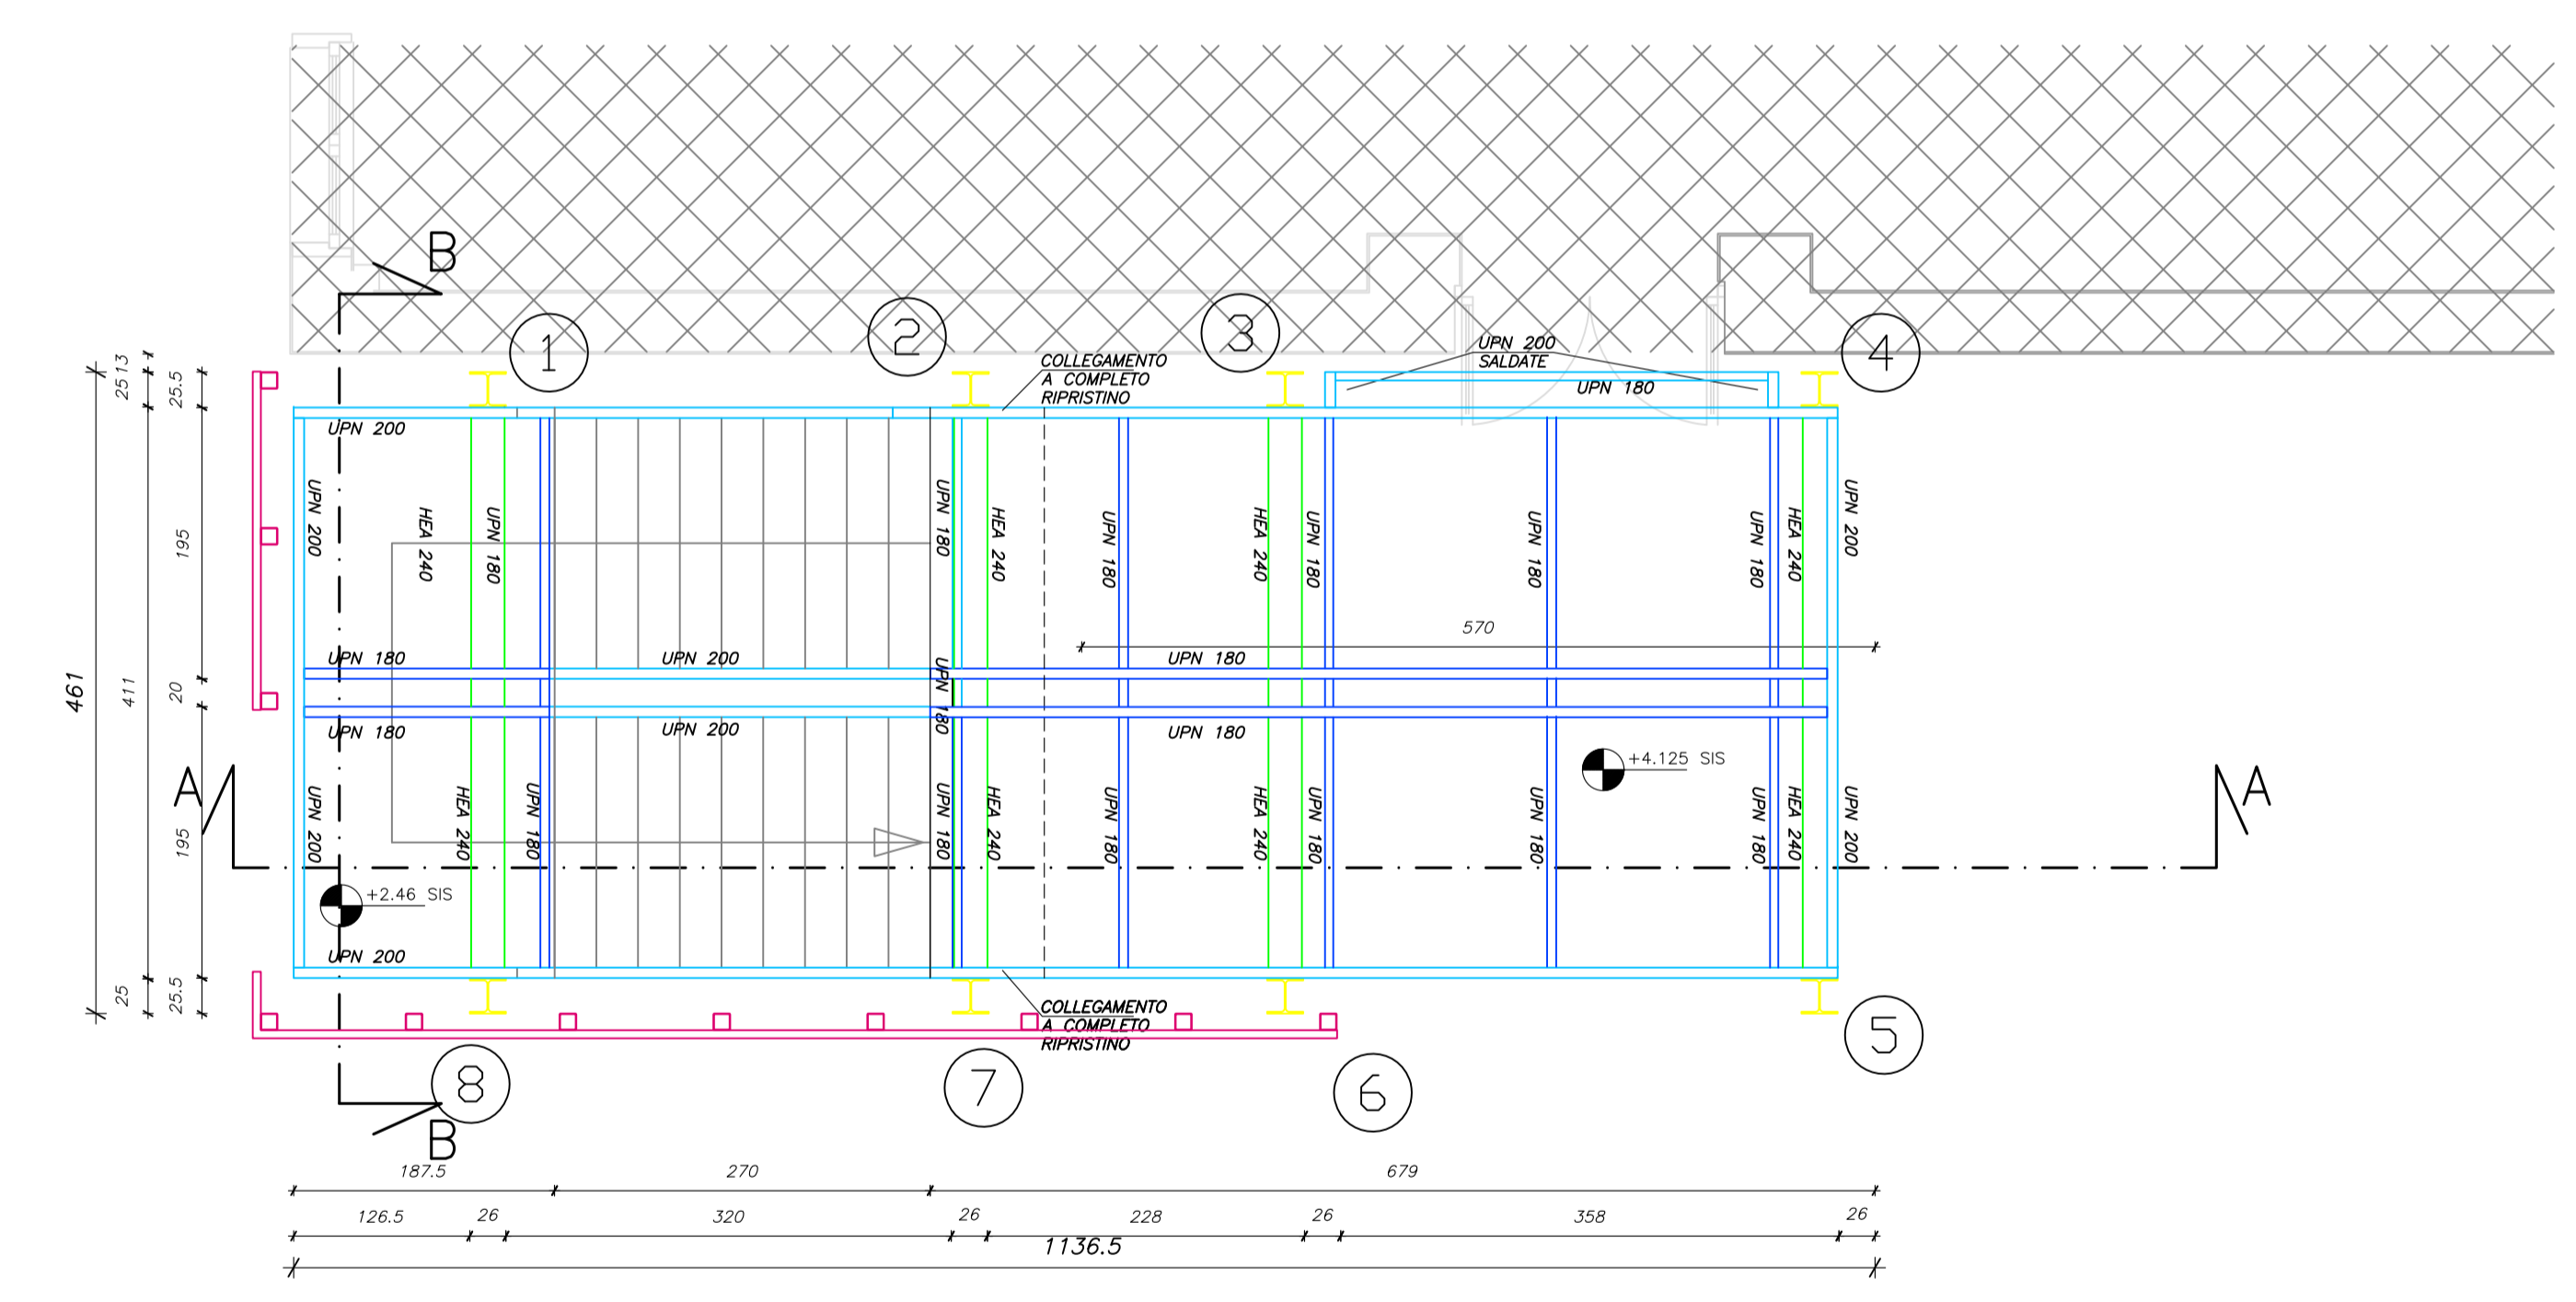 B
1
2
3
4
COLLEGAMENTO
A COMPLETO
RIPRISTINO
UPN 200
SALDATE
UPN 180
13
25
25.5
UPN 200
UPN 200
HEA 240
UPN 180
UPN 180
HEA 240
UPN 180
HEA 240
UPN 180
UPN 180
UPN 180
HEA 240
UPN 200
195
570
UPN 180
UPN 200
UPN 180
UPN 180
461
411
20
UPN 180
UPN 200
UPN 180
+4.125 SIS
A
A
UPN 200
HEA 240
UPN 180
UPN 180
HEA 240
UPN 180
HEA 240
UPN 180
UPN 180
UPN 180
HEA 240
UPN 200
195
+2.46 SIS
UPN 200
25
25.5
COLLEGAMENTO
A COMPLETO
RIPRISTINO
8
7
6
5
B
187.5
270
679
126.5
26
320
26
228
26
358
26
1136.5